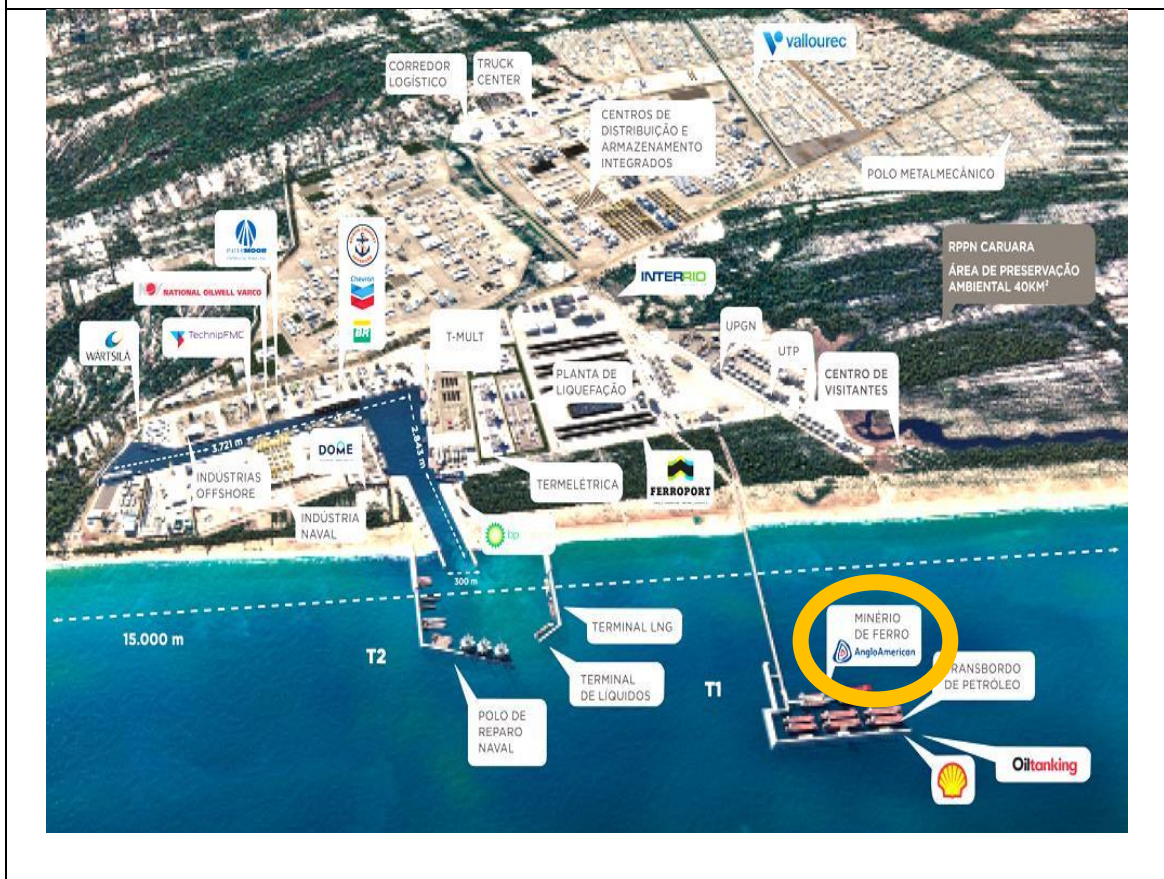 vallourec
CORREDOR
LOGÍSTICO
TRUCK
CENTER
CENTROS DE
DISTRIBUIÇÃO E
ARMAZENAMENTO
INTEGRADOS
POLO METALMECÂNICO
RPPN CARUARA
ÁREA DE PRESERVAÇÃO
AMBIENTAL 40KM²
INTERMOOR
NATIONAL OILWELL VARCO
Chevron
BR
WÄRTSILÄ
TechnipFMC
INTERRIO
T-MULT
UPGN
UTP
CENTRO DE
VISITANTES
PLANTA DE
LIQUEFAÇÃO
3.721 m
2.843 m
DOME
INDÚSTRIAS
OFFSHORE
INDÚSTRIA
NAVAL
TERMELÉTRICA
FERROPORT
bp
300 m
15.000 m
T2
TERMINAL LNG
TERMINAL
DE LÍQUIDOS
POLO DE
REPARO
NAVAL
T1
MINÉRIO
DE FERRO
AngloAmerican
TRANSBORDO
DE PETRÓLEO
Oiltanking